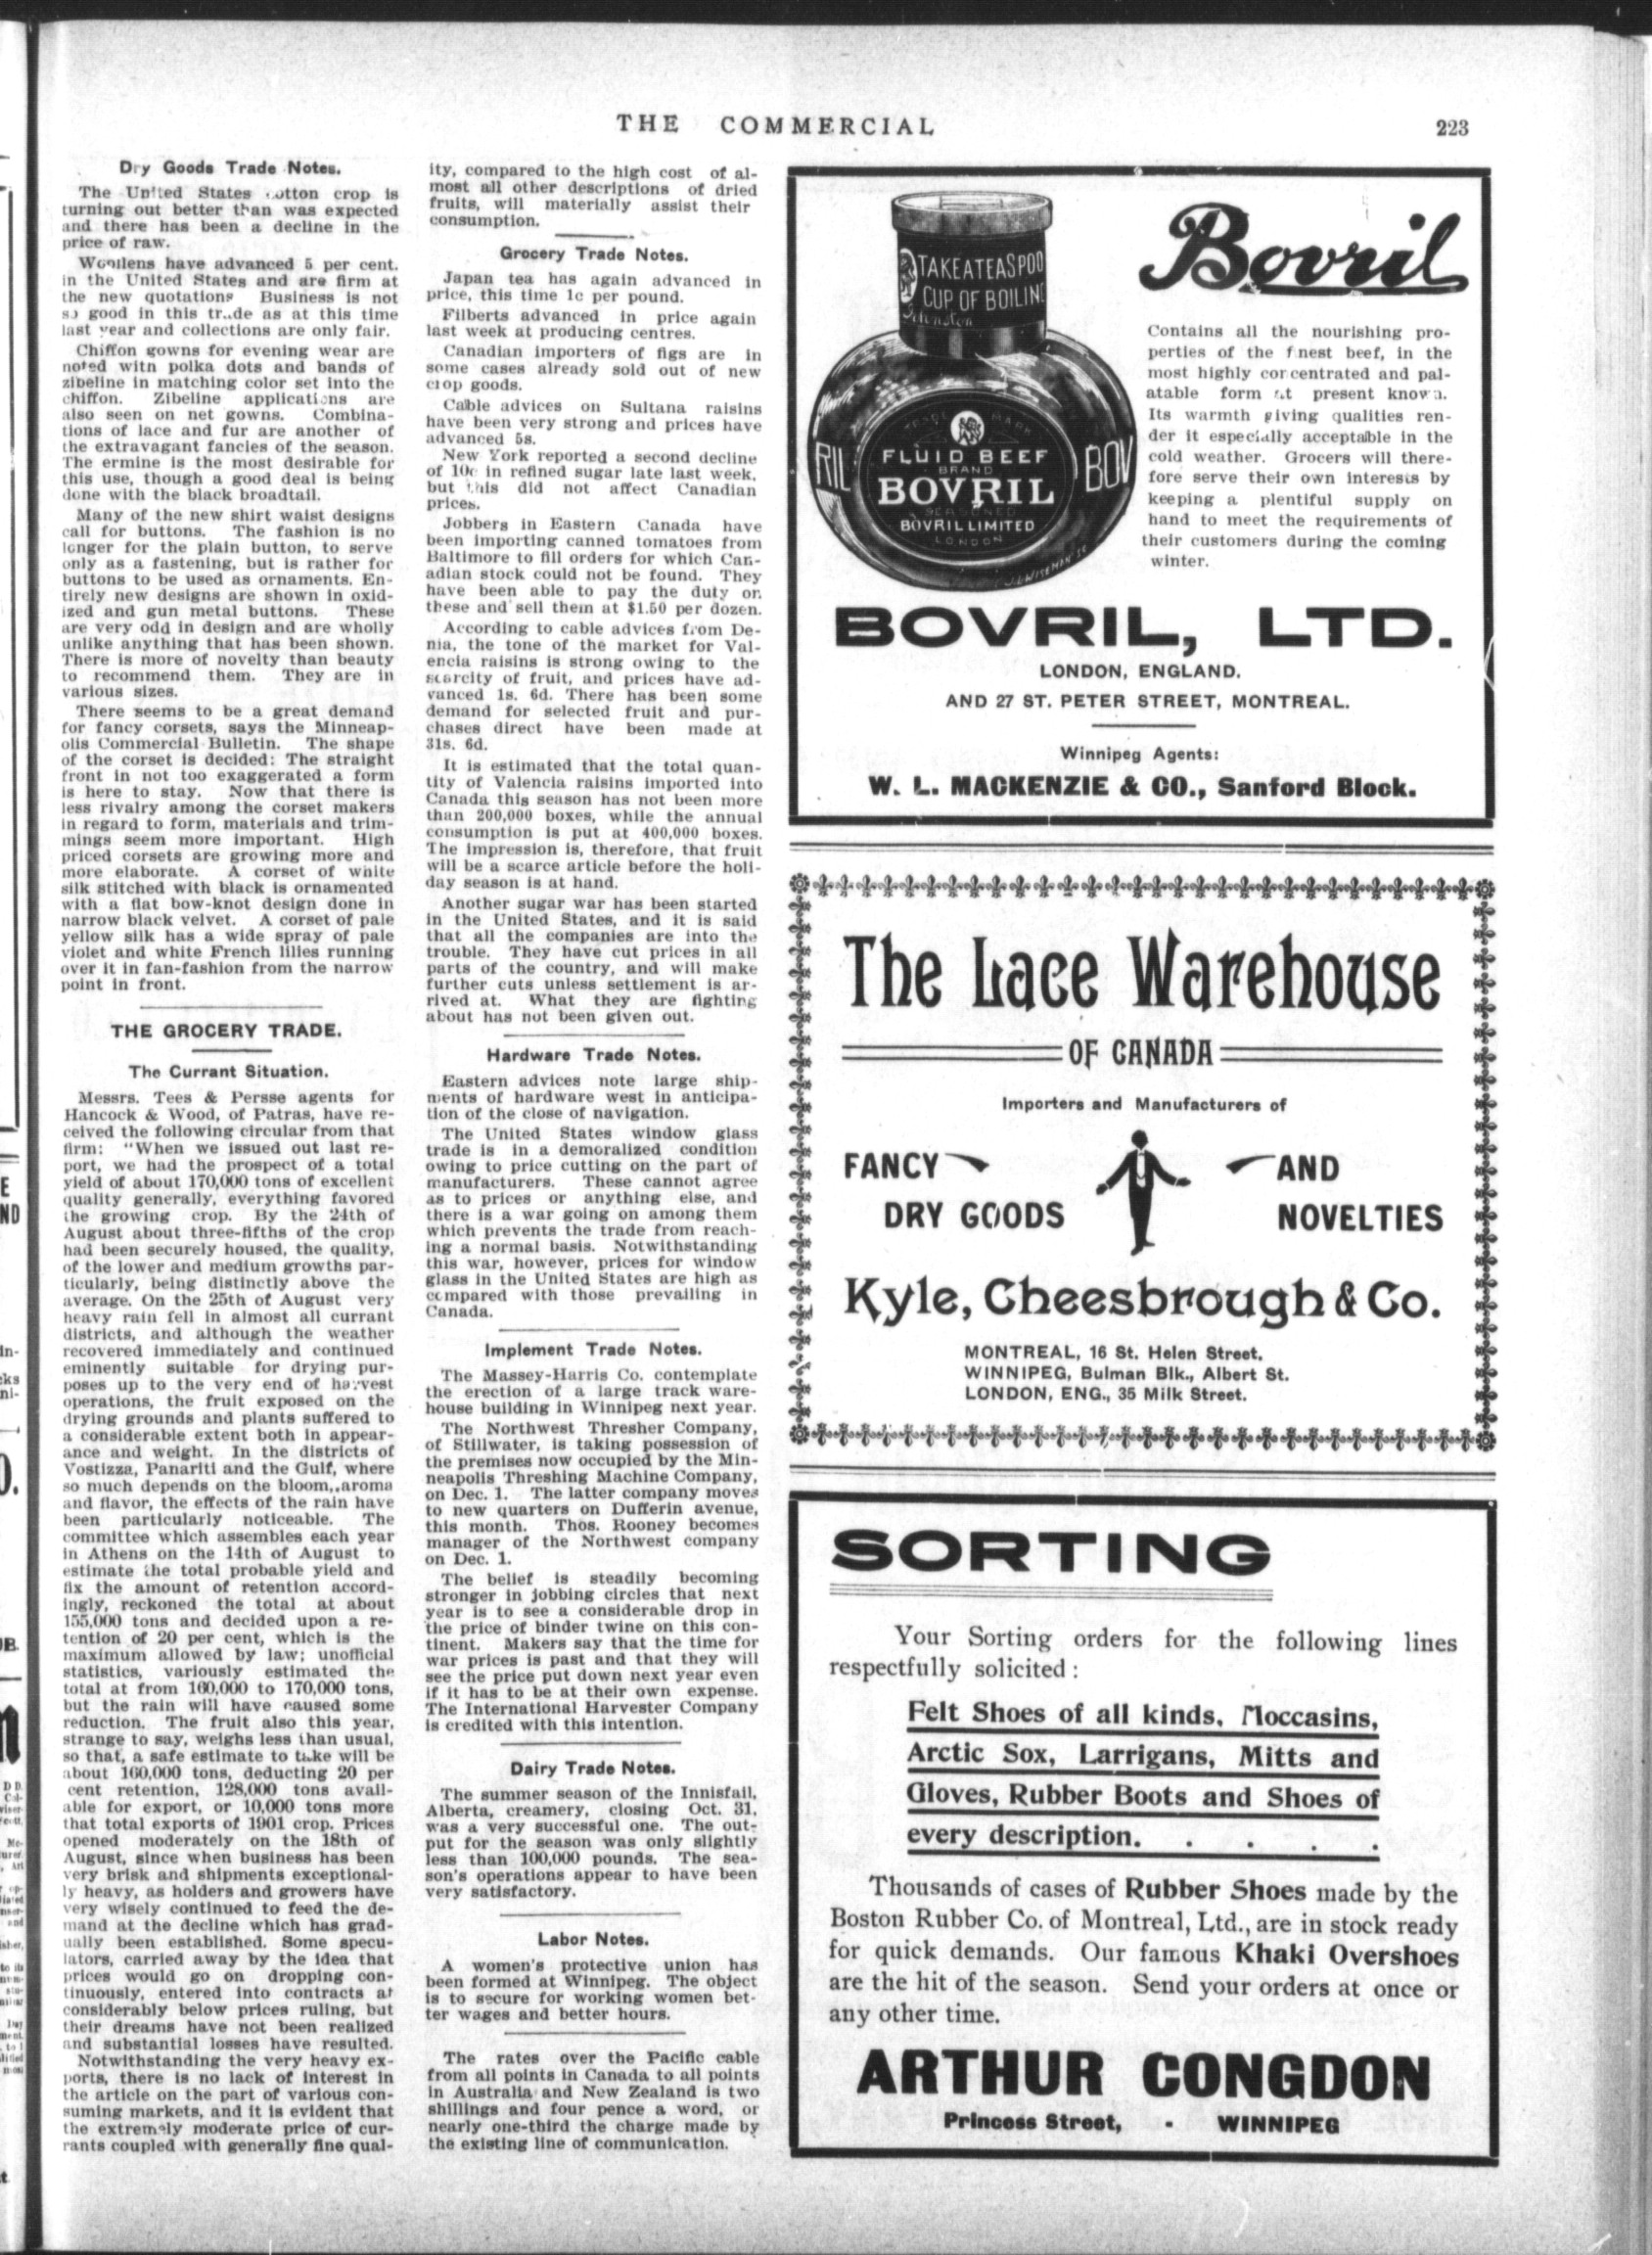 THE COMMERCIAL
223
Dry Goods Trade Notes.
The United States cotton crop is
turning out better than was expected
and there has been a decline in the
price of raw.
Woollens have advanced 5 per cent.
in the United States and are firm at
the new quotations Business is not
so good in this trade as at this time
last year and collections are only fair.
Chiffon gowns for evening wear are
noted with polka dots and bands of
zibeline in matching color set into the
chiffon. Zibeline applications are
also seen on net gowns. Combina-
tions of lace and fur are another of
the extravagant fancies of the season.
The ermine is the most desirable for
this use, though a good deal is being
done with the black broadtail.
Many of the new shirt waist designs
call for buttons. The fashion is no
longer for the plain button, to serve
only as a fastening, but is rather for
buttons to be used as ornaments. En-
tirely new designs are shown in oxid-
ized and gun metal buttons. These
are very odd in design and are wholly
unlike anything that has been shown.
There is more of novelty than beauty
to recommend them. They are in
various sizes.
There seems to be a great demand
for fancy corsets, says the Minneap-
olis Commercial Bulletin. The shape
of the corset is decided: The straight
front in not too exaggerated a form
is here to stay. Now that there is
less rivalry among the corset makers
in regard to form, materials and trim-
mings seem more important. High
priced corsets are growing more and
more elaborate. A corset of white
silk stitched with black is ornamented
with a flat bow-knot design done in
narrow black velvet. A corset of pale
yellow silk has a wide spray of pale
violet and white French lilies running
over it in fan-fashion from the narrow
point in front.
THE GROCERY TRADE.
The Currant Situation.
Messrs. Tees & Persse agents for
Hancock & Wood, of Patras, have re-
ceived the following circular from that
firm: "When we issued out last re-
port, we had the prospect of a total
yield of about 170,000 tons of excellent
quality generally, everything favored
the growing crop. By the 24th of
August about three-fifths of the crop
had been securely housed, the quality,
of the lower and medium growths par-
ticularly, being distinctly above the
average. On the 25th of August very
heavy rain fell in almost all currant
districts, and although the weather
recovered immediately and continued
eminently suitable for drying pur-
poses up to the very end of harvest
operations, the fruit exposed on the
drying grounds and plants suffered to
a considerable extent both in appear-
ance and weight. In the districts of
Vostizza, Panariti and the Gulf, where
so much depends on the bloom, aroma
and flavor, the effects of the rain have
been particularly noticeable. The
committee which assembles each year
in Athens on the 14th of August to
estimate the total probable yield and
fix the amount of retention accord-
ingly, reckoned the total at about
155,000 tons and decided upon a re-
tention of 20 per cent, which is the
maximum allowed by law; unofficial
statistics, variously estimated the
total at from 160,000 to 170,000 tons,
but the rain will have caused some
reduction. The fruit also this year,
strange to say, weighs less than usual,
so that, a safe estimate to take will be
about 160,000 tons, deducting 20 per
cent retention, 128,000 tons avail-
able for export, or 10,000 tons more
that total exports of 1901 crop. Prices
opened moderately on the 18th of
August, since when business has been
very brisk and shipments exceptional-
ly heavy, as holders and growers have
very wisely continued to feed the de-
mand at the decline which has grad-
ually been established. Some specu-
lators, carried away by the idea that
prices would go on dropping con-
tinuously, entered into contracts at
considerably below prices ruling, but
their dreams have not been realized
and substantial losses have resulted.
Notwithstanding the very heavy ex-
ports, there is no lack of interest in
the article on the part of various con-
suming markets, and it is evident that
the extremely moderate price of cur-
rants coupled with generally fine qual-
ity, compared to the high cost of al-
most all other descriptions of dried
fruits, will materially assist their
consumption.
Grocery Trade Notes.
Japan tea has again advanced in
price, this time 1c per pound.
Filberts advanced in price again
last week at producing centres.
Canadian importers of figs are in
some cases already sold out of new
crop goods.
Cable advices on Sultana raisins
have been very strong and prices have
advanced 5s.
New York reported a second decline
of 10c in refined sugar late last week,
but this did not affect Canadian
prices.
Jobbers in Eastern Canada have
been importing canned tomatoes from
Baltimore to fill orders for which Can-
adian stock could not be found. They
have been able to pay the duty on
these and sell them at $1.50 per dozen.
According to cable advices from De-
nia, the tone of the market for Val-
encia raisins is strong owing to the
scarcity of fruit, and prices have ad-
vanced 1s. 6d. There has been some
demand for selected fruit and pur-
chases direct have been made at
31s. 6d.
It is estimated that the total quan-
tity of Valencia raisins imported into
Canada this season has not been more
than 200,000 boxes, while the annual
consumption is put at 400,000 boxes.
The impression is, therefore, that fruit
will be a scarce article before the holi-
day season is at hand.
Another sugar war has been started
in the United States, and it is said
that all the companies are into the
trouble. They have cut prices in all
parts of the country, and will make
further cuts unless settlement is ar-
rived at. What they are fighting
about has not been given out.
Hardware Trade Notes.
Eastern advices note large ship-
ments of hardware west in anticipa-
tion of the close of navigation.
The United States window glass
trade is in a demoralized condition
owing to price cutting on the part of
manufacturers. These cannot agree
as to prices or anything else, and
there is a war going on among them
which prevents the trade from reach-
ing a normal basis. Notwithstanding
this war, however, prices for window
glass in the United States are high as
compared with those prevailing in
Canada.
Implement Trade Notes.
The Massey-Harris Co. contemplate
the erection of a large track ware-
house building in Winnipeg next year.
The Northwest Thresher Company,
of Stillwater, is taking possession of
the premises now occupied by the Min-
neapolis Threshing Machine Company,
on Dec. 1. The latter company moves
to new quarters on Dufferin avenue,
this month. Thos. Rooney becomes
manager of the Northwest company
on Dec. 1.
The belief is steadily becoming
stronger in jobbing circles that next
year is to see a considerable drop in
the price of binder twine on this con-
tinent. Makers say that the time for
war prices is past and that they will
see the price put down next year even
if it has to be at their own expense.
The International Harvester Company
is credited with this intention.
Dairy Trade Notes.
The summer season of the Innisfail,
Alberta, creamery, closing Oct. 31,
was a very successful one. The out-
put for the season was only slightly
less than 100,000 pounds. The sea-
son's operations appear to have been
very satisfactory.
Labor Notes.
A women's protective union has
been formed at Winnipeg. The object
is to secure for working women bet-
ter wages and better hours.
The rates over the Pacific cable
from all points in Canada to all points
in Australia and New Zealand is two
shillings and four pence a word, or
nearly one-third the charge made by
the existing line of communication.
TAKE A TEASPOO
CUP OF BOILING
Johnston
TRADE MARK
RIL
BOV
FLUID BEEF
BRAND
BOVRIL
SEASONED
BOVRIL LIMITED
LONDON
Bovril
Contains all the nourishing pro-
perties of the finest beef, in the
most highly concentrated and pal-
atable form at present known.
Its warmth giving qualities ren-
der it especially acceptable in the
cold weather. Grocers will there-
fore serve their own interests by
keeping a plentiful supply on
hand to meet the requirements of
their customers during the coming
winter.
BOVRIL, LTD.
LONDON, ENGLAND.
AND 27 ST. PETER STREET, MONTREAL.
Winnipeg Agents:
W. L. MACKENZIE & CO., Sanford Block.
The Lace Warehouse
OF CANADA
Importers and Manufacturers of
FANCY AND
DRY GOODS NOVELTIES
Kyle, Cheesbrough & Co.
MONTREAL, 16 St. Helen Street.
WINNIPEG, Bulman Blk., Albert St.
LONDON, ENG., 35 Milk Street.
SORTING
Your Sorting orders for the following lines
respectfully solicited:
Felt Shoes of all kinds, Moccasins,
Arctic Sox, Larrigans, Mitts and
Gloves, Rubber Boots and Shoes of
every description. . . . .
Thousands of cases of Rubber Shoes made by the
Boston Rubber Co. of Montreal, Ltd., are in stock ready
for quick demands. Our famous Khaki Overshoes
are the hit of the season. Send your orders at once or
any other time.
ARTHUR CONGDON
Princess Street, - WINNIPEG